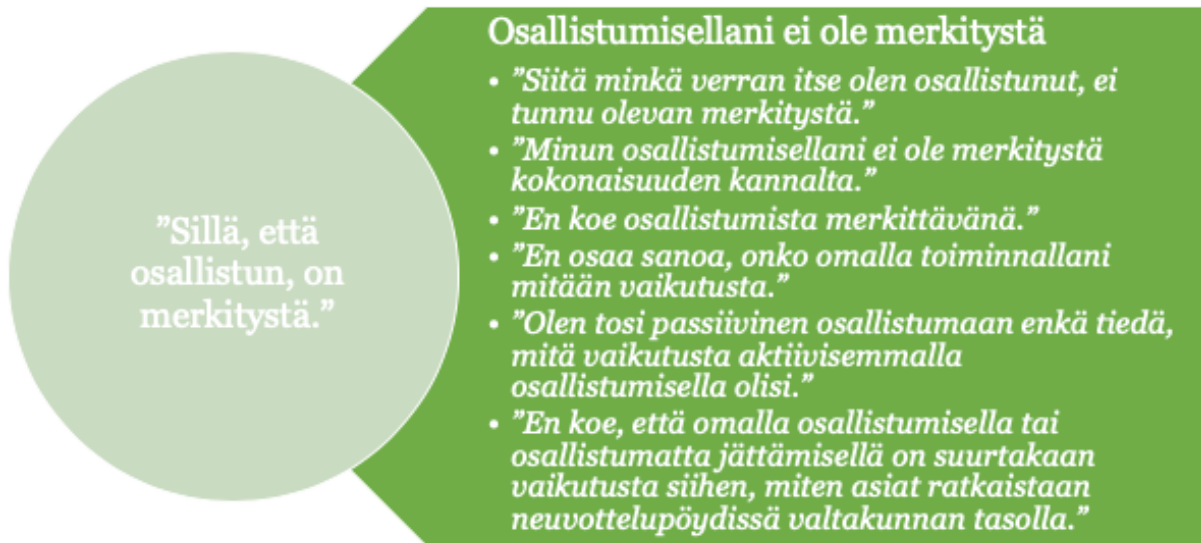 ”Sillä, että
osallistun, on
merkitystä.”
Osallistumisellani ei ole merkitystä
• ”Siitä minkä verran itse olen osallistunut, ei
tunnu olevan merkitystä.”
• ”Minun osallistumisellani ei ole merkitystä
kokonaisuuden kannalta.”
• ”En koe osallistumista merkittävänä.”
• ”En osaa sanoa, onko omalla toiminnallani
mitään vaikutusta.”
• ”Olen tosi passiivinen osallistumaan enkä tiedä,
mitä vaikutusta aktiivisemmalla
osallistumisella olisi.”
• ”En koe, että omalla osallistumisella tai
osallistumatta jättämisellä on suurtakaan
vaikutusta siihen, miten asiat ratkaistaan
neuvottelupöydissä valtakunnan tasolla.”